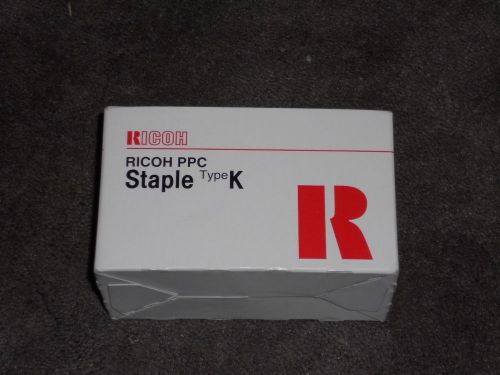 RICOH
RICOH PPC
Staple Type K
R